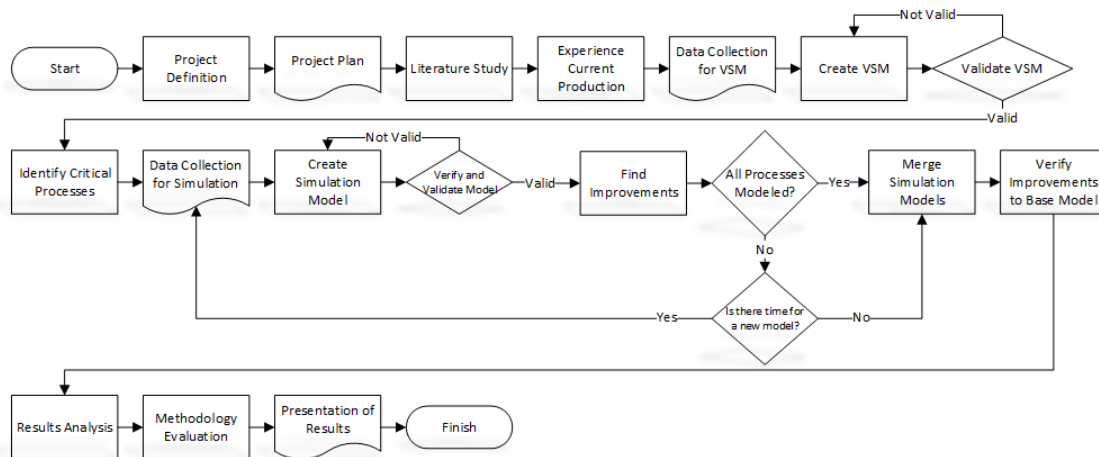 Not Valid
Start
Project
Definition
Project Plan
Literature Study
Experience
Current
Production
Data Collection
for VSM
Create VSM
Validate VSM
Valid
Identify Critical
Processes
Data Collection
for Simulation
Not Valid
Create
Simulation
Model
Verify and
Validate Model
Valid
Find
Improvements
All Processes
Modeled?
Yes
Merge
Simulation
Models
Verify
Improvements
to Base Model
No
Yes
Is there time for
a new model?
No
Results Analysis
Methodology
Evaluation
Presentation of
Results
Finish